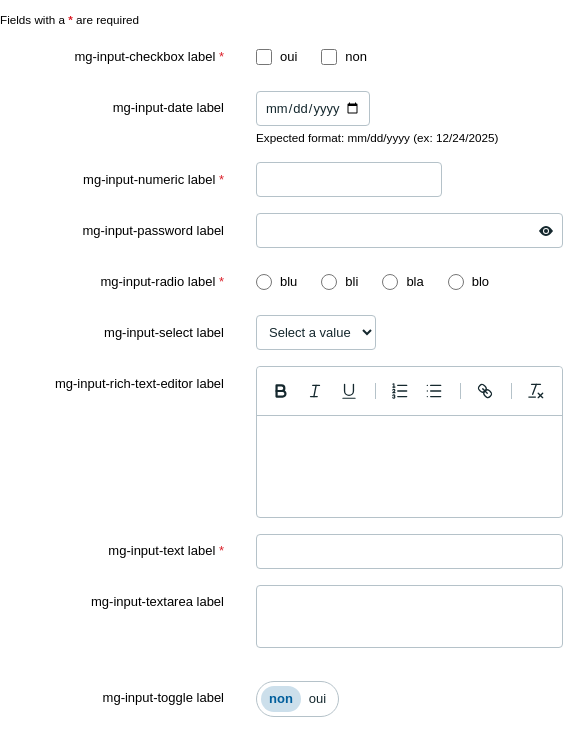 Fields with a * are required
mg-input-checkbox label * oui non
mg-input-date label mm/dd/yyyy
Expected format: mm/dd/yyyy (ex: 12/24/2025)
mg-input-numeric label *
mg-input-password label
mg-input-radio label * blu bli bla blo
mg-input-select label Select a value
mg-input-rich-text-editor label
mg-input-text label *
mg-input-textarea label
mg-input-toggle label non oui